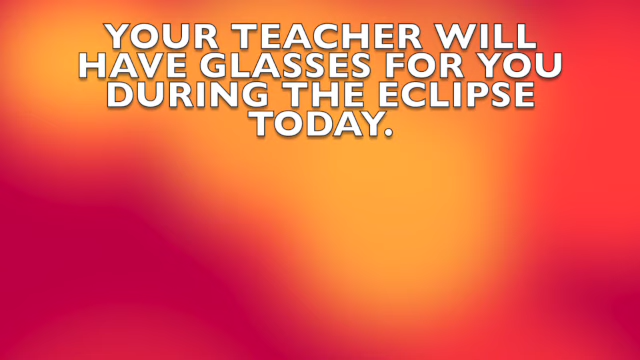 YOUR TEACHER WILL
HAVE GLASSES FOR YOU
DURING THE ECLIPSE
TODAY.